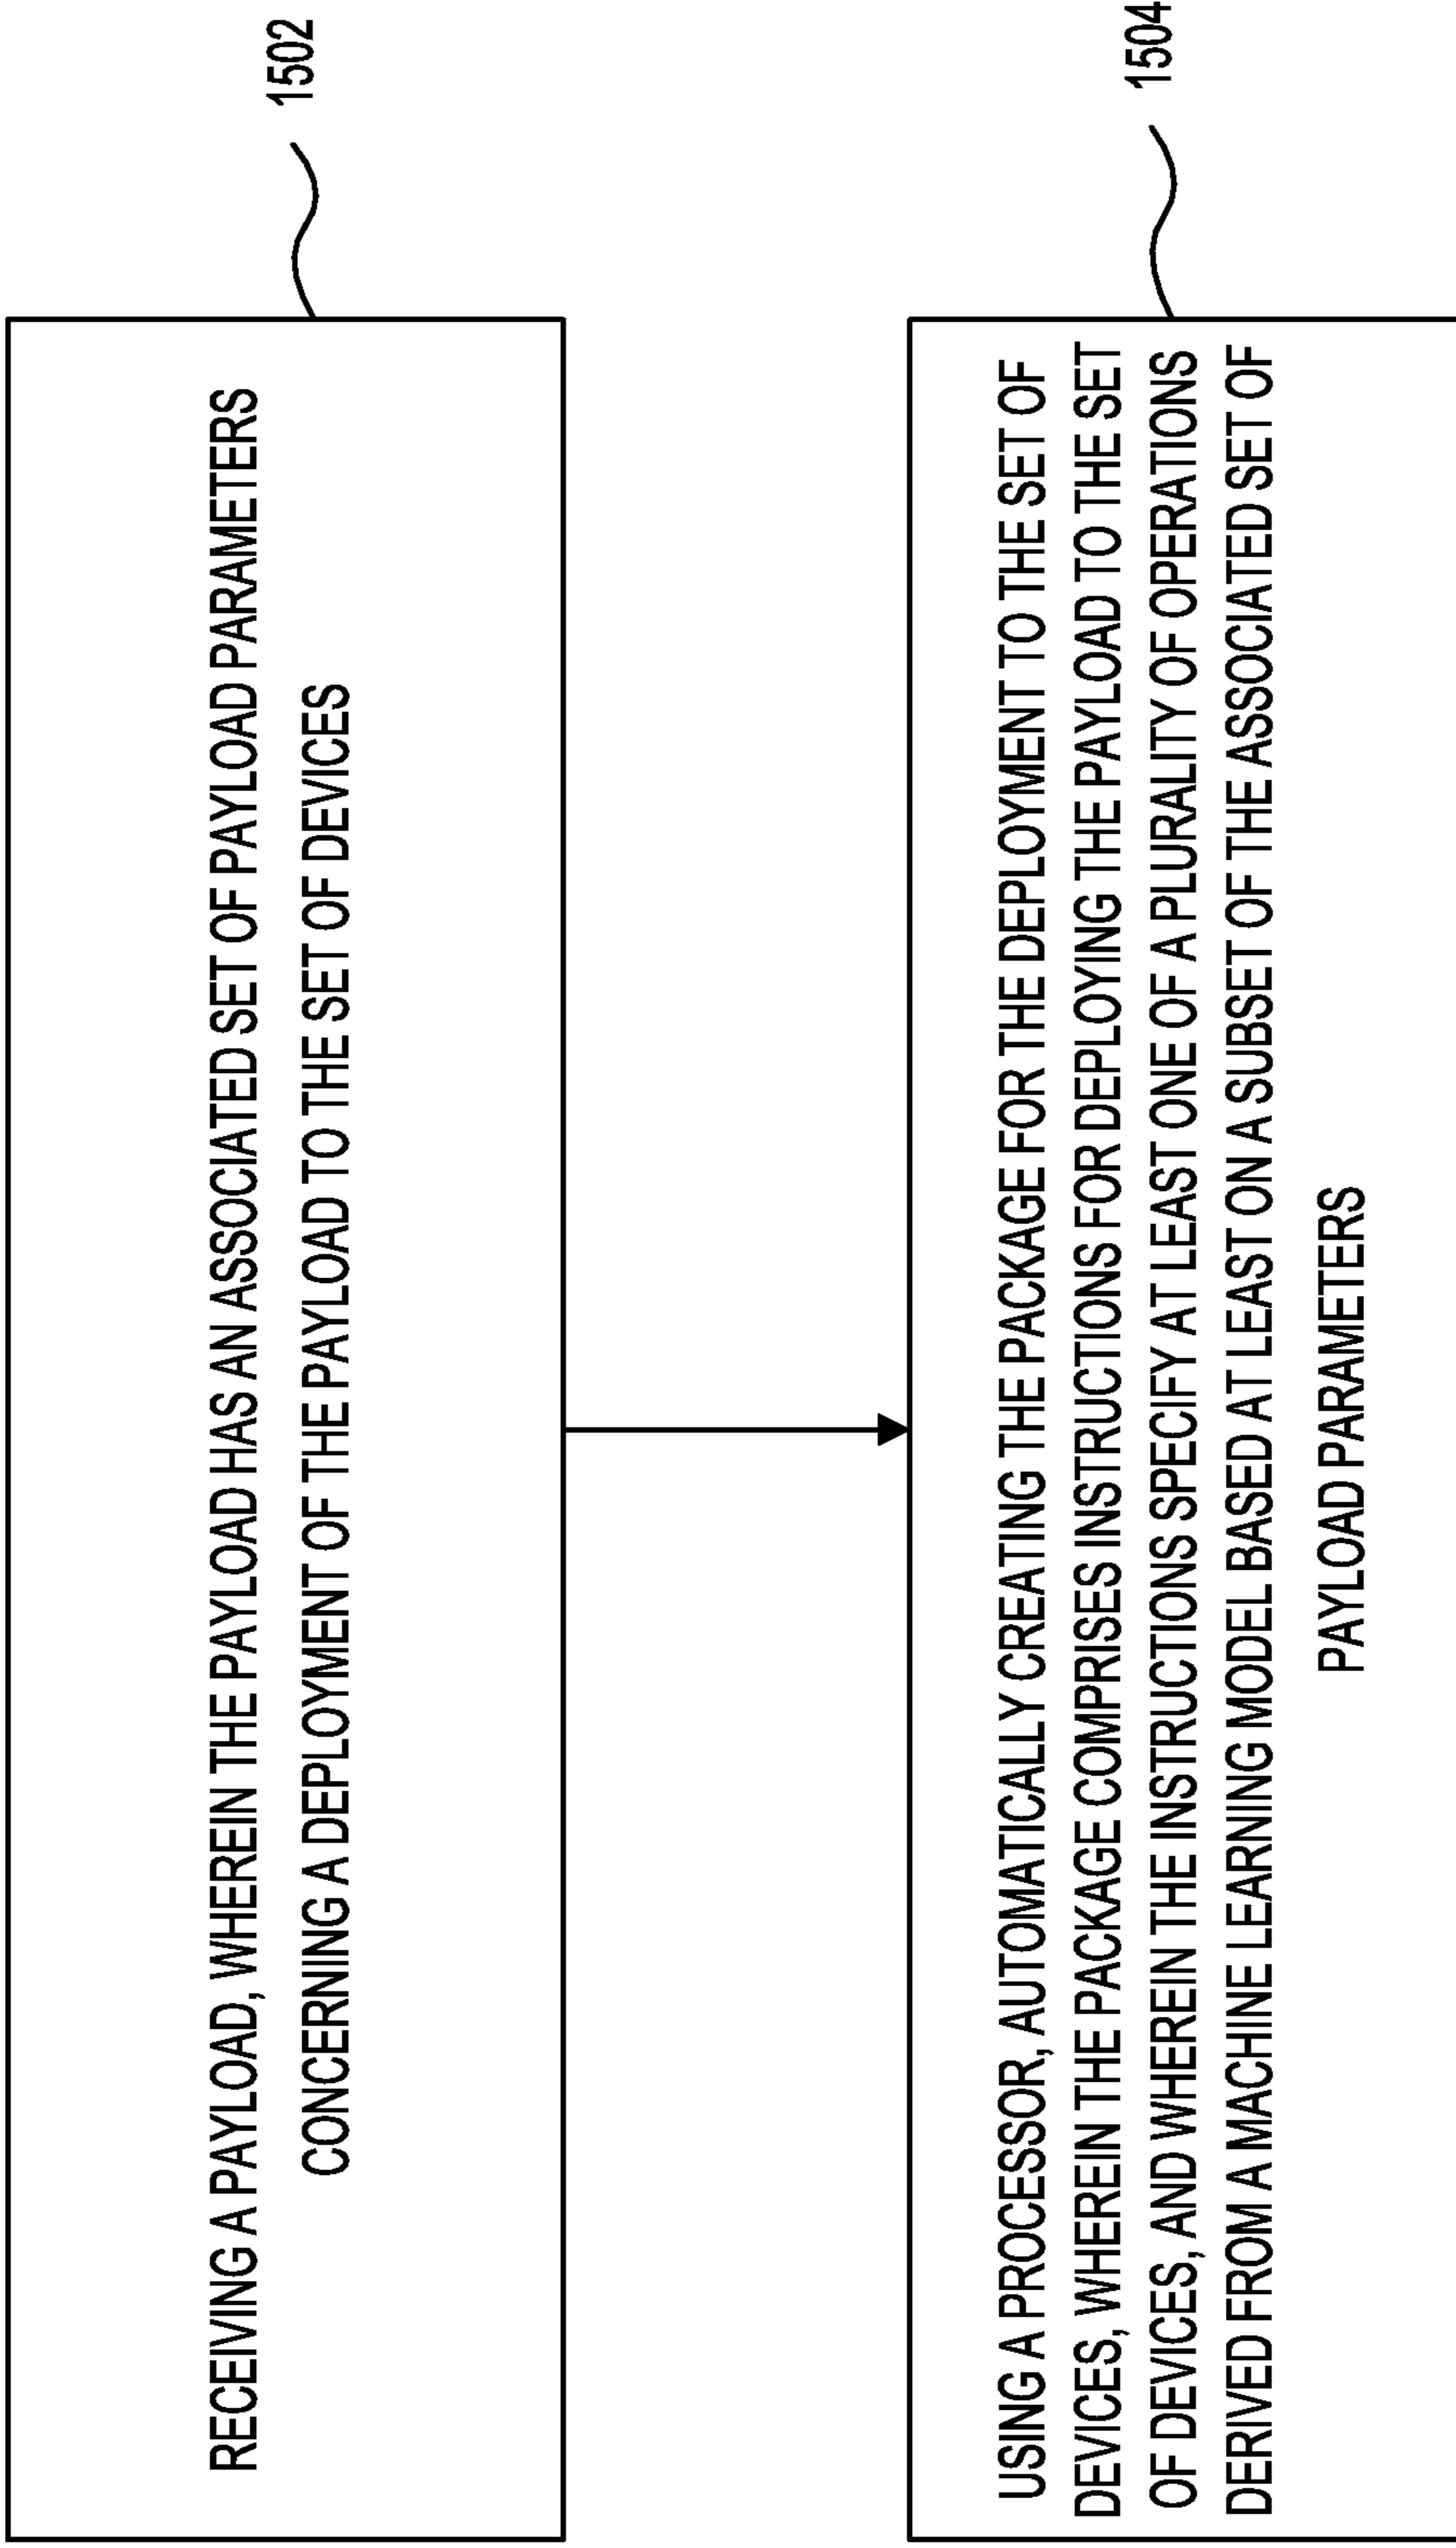 RECEIVING A PAYLOAD, WHEREIN THE PAYLOAD HAS AN ASSOCIATED SET OF PAYLOAD PARAMETERS
CONCERNING A DEPLOYMENT OF THE PAYLOAD TO THE SET OF DEVICES
1502
USING A PROCESSOR, AUTOMATICALLY CREATING THE PACKAGE FOR THE DEPLOYMENT TO THE SET OF
DEVICES, WHEREIN THE PACKAGE COMPRISES INSTRUCTIONS FOR DEPLOYING THE PAYLOAD TO THE SET
OF DEVICES, AND WHEREIN THE INSTRUCTIONS SPECIFY AT LEAST ONE OF A PLURALITY OF OPERATIONS
DERIVED FROM A MACHINE LEARNING MODEL BASED AT LEAST ON A SUBSET OF THE ASSOCIATED SET OF
PAYLOAD PARAMETERS
1504